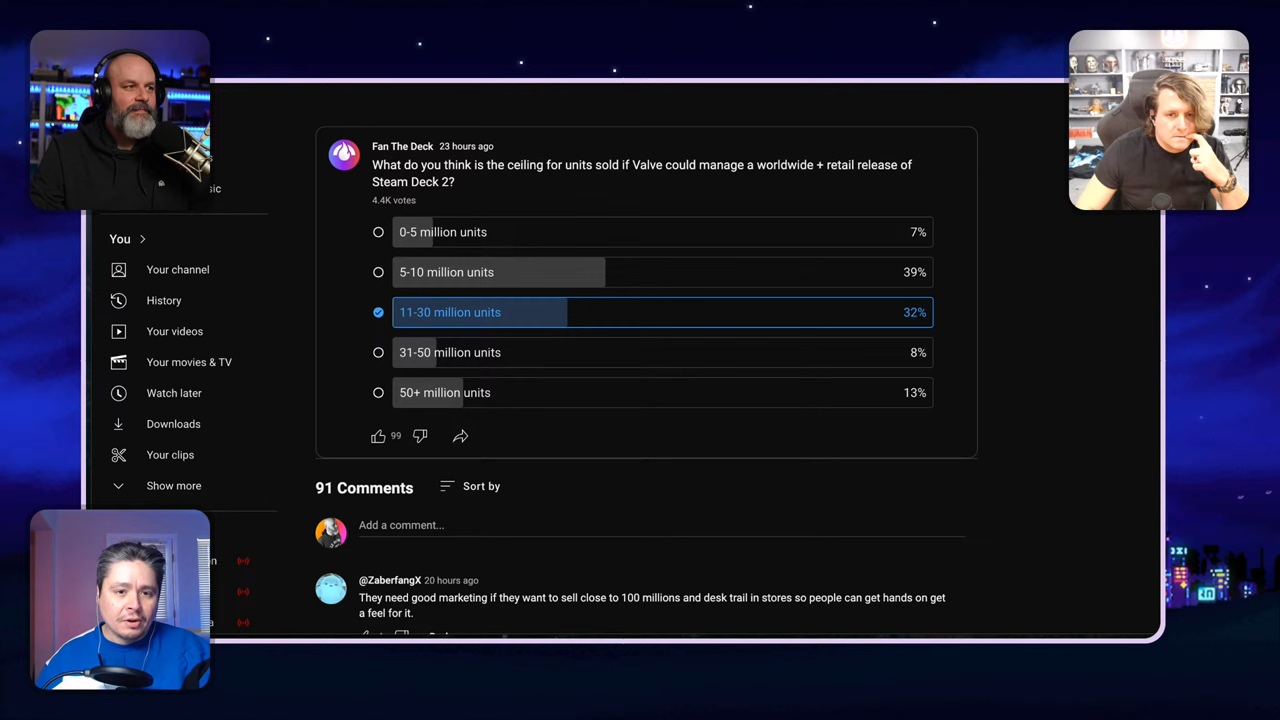 Fan The Deck 23 hours ago
What do you think is the ceiling for units sold if Valve could manage a worldwide + retail release of
Steam Deck 2?
4.4K votes
0-5 million units 7%
5-10 million units 39%
11-30 million units 32%
31-50 million units 8%
50+ million units 13%
99
91 Comments Sort by
Add a comment...
@ZaberfangX 20 hours ago
They need good marketing if they want to sell close to 100 millions and desk trail in stores so people can get hands on get
a feel for it.
You
Your channel
History
Your videos
Your movies & TV
Watch later
Downloads
Your clips
Show more